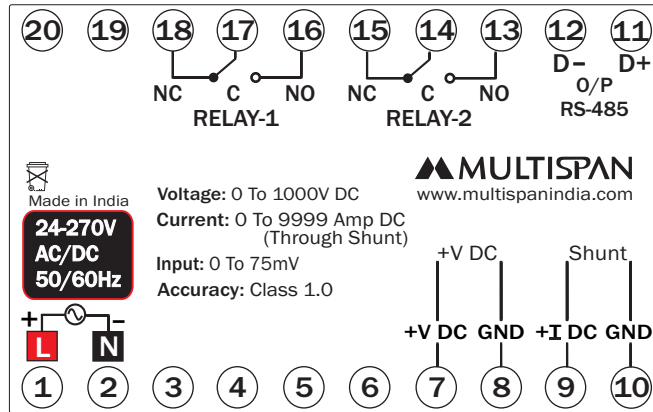 20 19 18 17 16 15 14 13 12 11
D− D+
NC C NO NC C NO
O/P
RELAY-1 RELAY-2
RS-485
MULTISPAN
www.multispanindia.com
Made in India
24-270V
AC/DC
50/60Hz
Voltage: 0 To 1000V DC
Current: 0 To 9999 Amp DC
(Through Shunt)
Input: 0 To 75mV
Accuracy: Class 1.0
+V DC Shunt
+ −
L N
+V DC GND +I DC GND
1 2 3 4 5 6 7 8 9 10